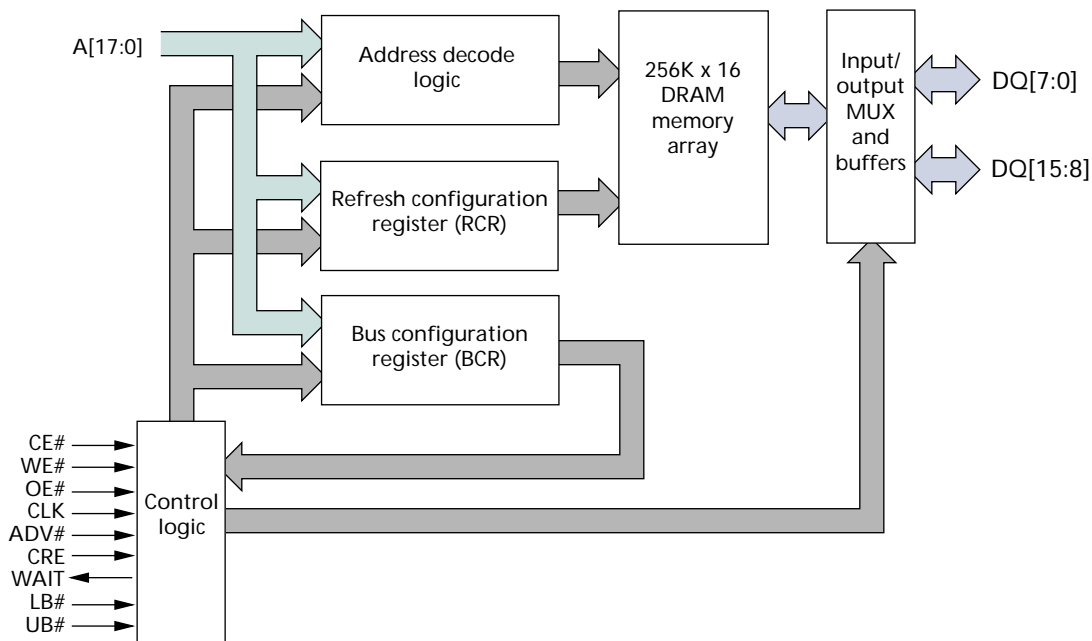 A[17:0]
Address decode
logic
256K x 16
DRAM
memory
array
Input/
output
MUX
and
buffers
DQ[7:0]
DQ[15:8]
Refresh configuration
register (RCR)
Bus configuration
register (BCR)
CE#
WE#
OE#
CLK
ADV#
CRE
WAIT
LB#
UB#
Control
logic